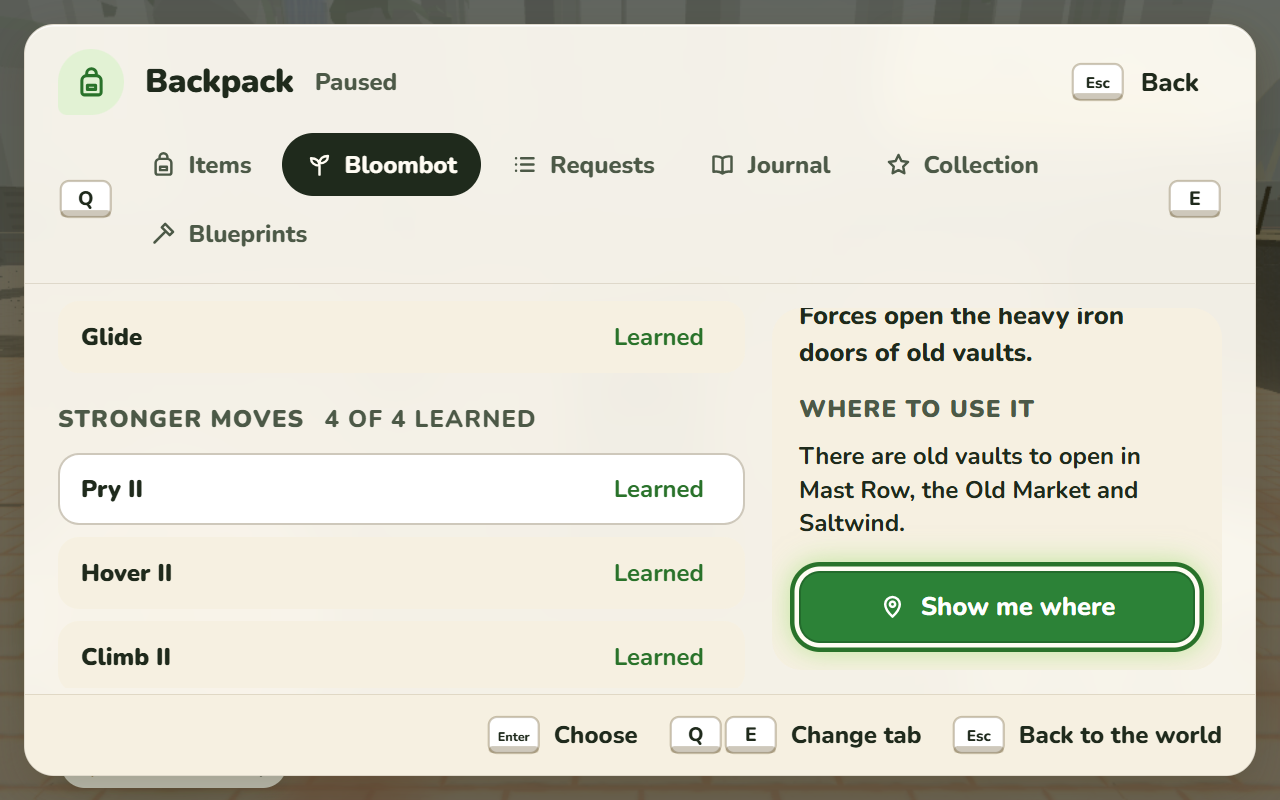 Backpack Paused
Esc Back
Items Bloombot Requests Journal Collection
Q E
Blueprints
Glide Learned
STRONGER MOVES 4 OF 4 LEARNED
Pry II Learned
Hover II Learned
Climb II Learned
Forces open the heavy iron
doors of old vaults.
WHERE TO USE IT
There are old vaults to open in
Mast Row, the Old Market and
Saltwind.
Show me where
Enter Choose Q E Change tab Esc Back to the world